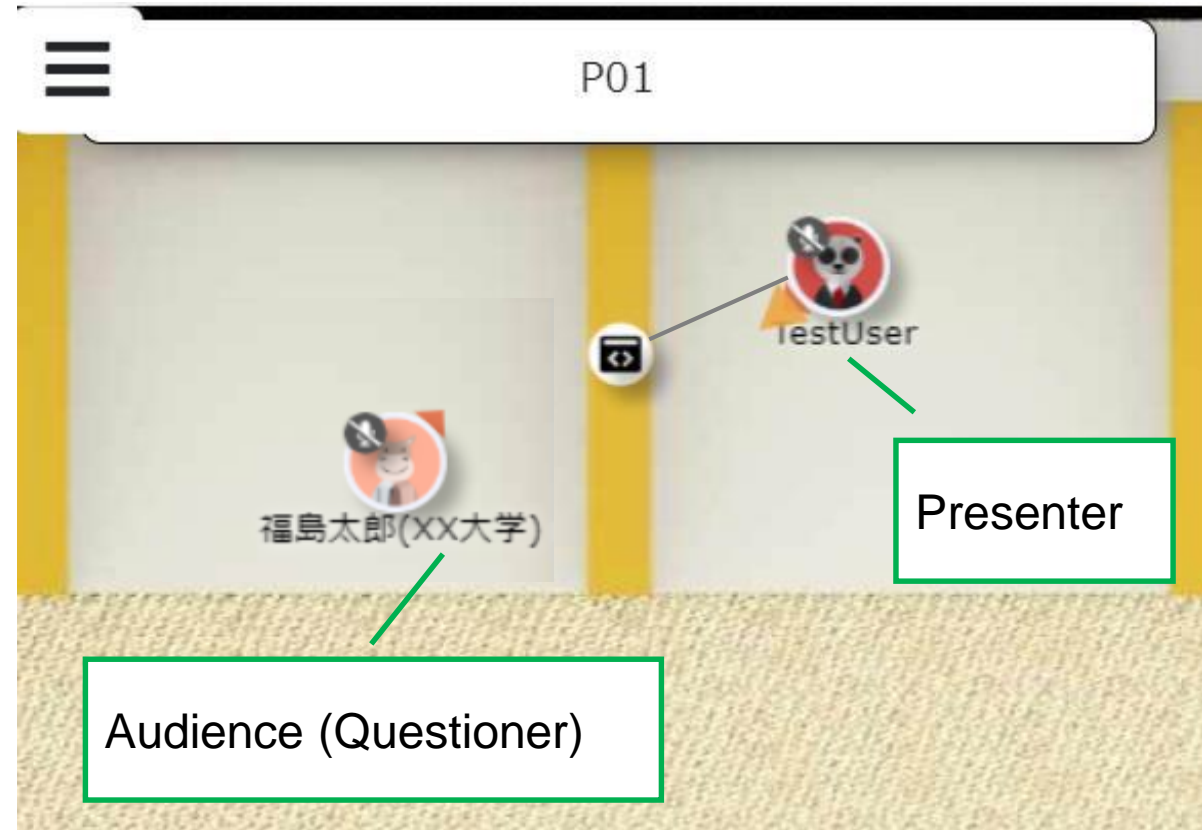 P01
TestUser
福島太郎(XX大学)
Presenter
Audience (Questioner)